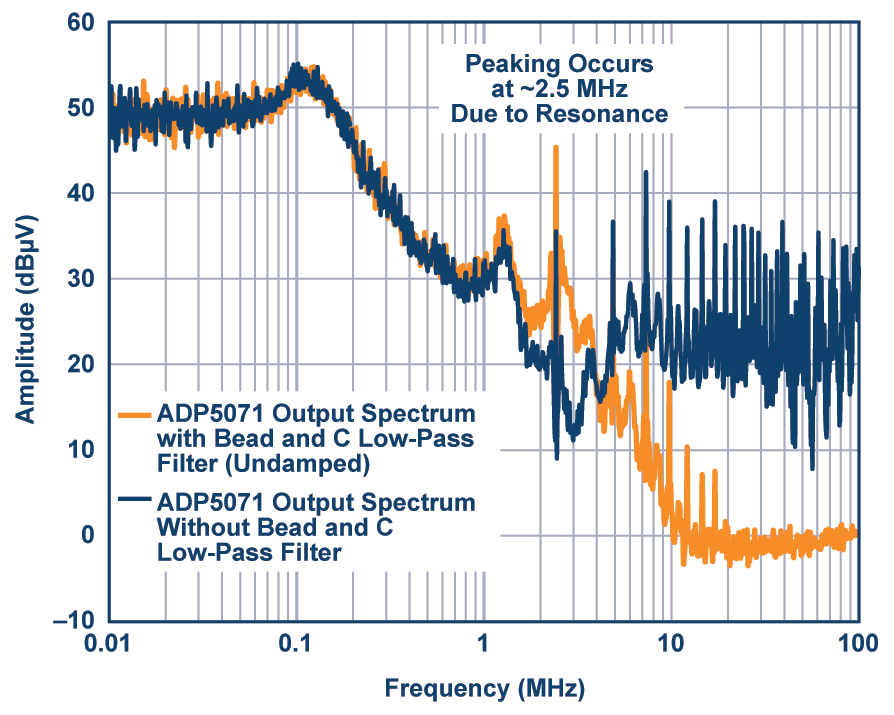 60
50
40
30
20
10
0
–10
Amplitude (dBµV)
Peaking Occurs
at ~2.5 MHz
Due to Resonance
ADP5071 Output Spectrum
with Bead and C Low-Pass
Filter (Undamped)
ADP5071 Output Spectrum
Without Bead and C
Low-Pass Filter
0.01
0.1
1
10
100
Frequency (MHz)